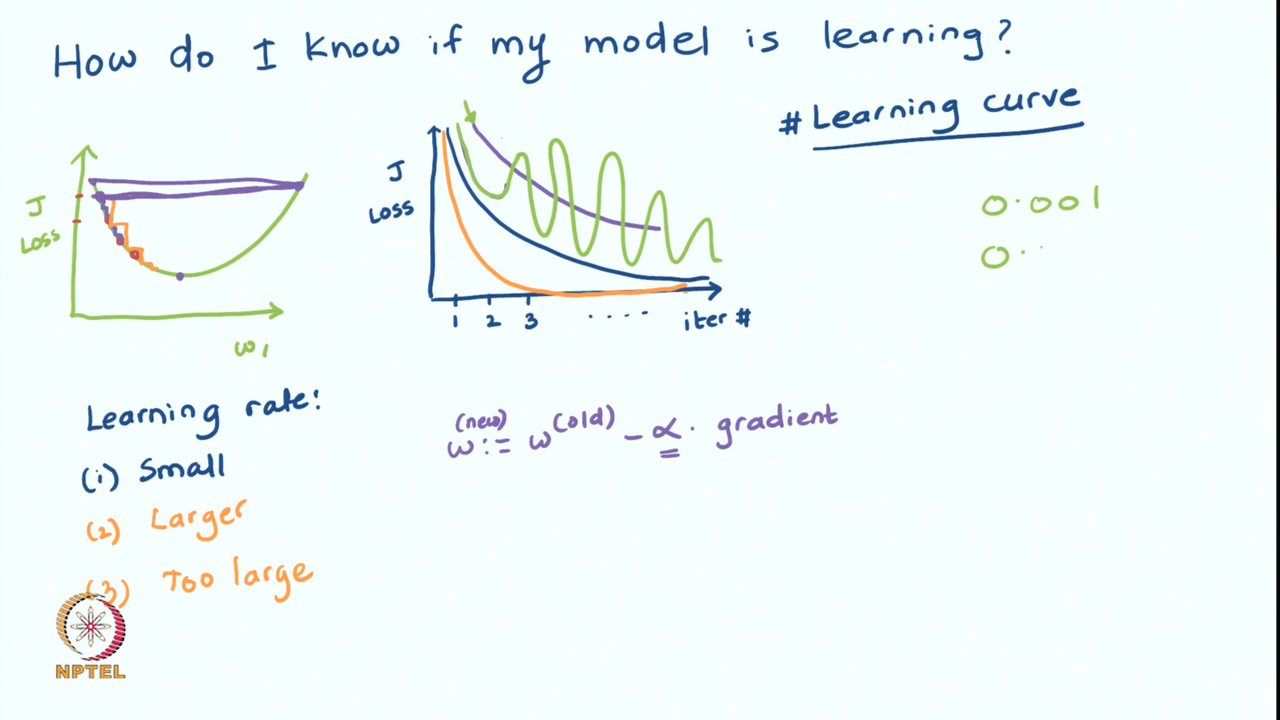 How do I know if my model is learning?
# Learning curve
J
Loss
w1
J
Loss
1 2 3 .... iter #
0.001
0..
Learning rate:
(i) Small
(2) Larger
(3) Too large
w(new) := w(old) - α. gradient
NPTEL